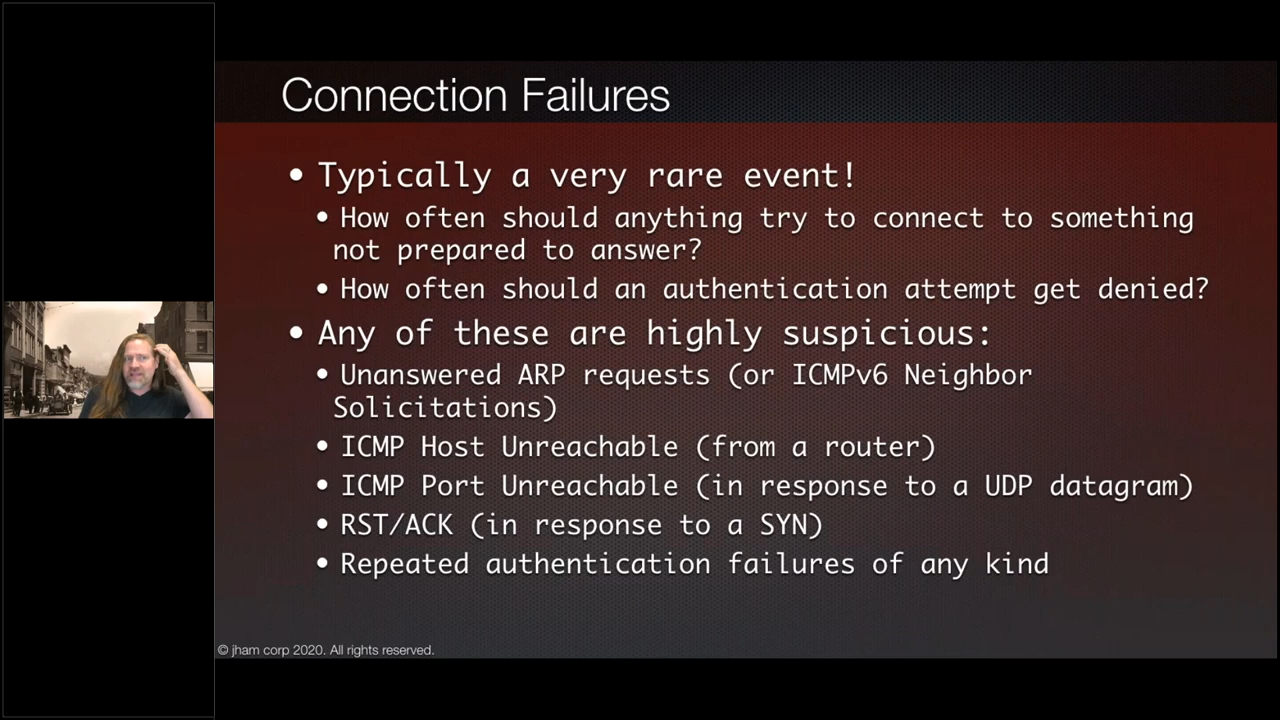 Connection Failures
• Typically a very rare event!
• How often should anything try to connect to something
not prepared to answer?
• How often should an authentication attempt get denied?
• Any of these are highly suspicious:
• Unanswered ARP requests (or ICMPv6 Neighbor
Solicitations)
• ICMP Host Unreachable (from a router)
• ICMP Port Unreachable (in response to a UDP datagram)
• RST/ACK (in response to a SYN)
• Repeated authentication failures of any kind
© jham corp 2020. All rights reserved.